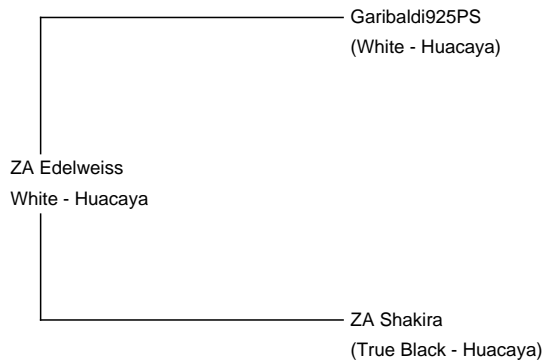 Garibaldi925PS
(White - Huacaya)
ZA Edelweiss
White - Huacaya
ZA Shakira
(True Black - Huacaya)